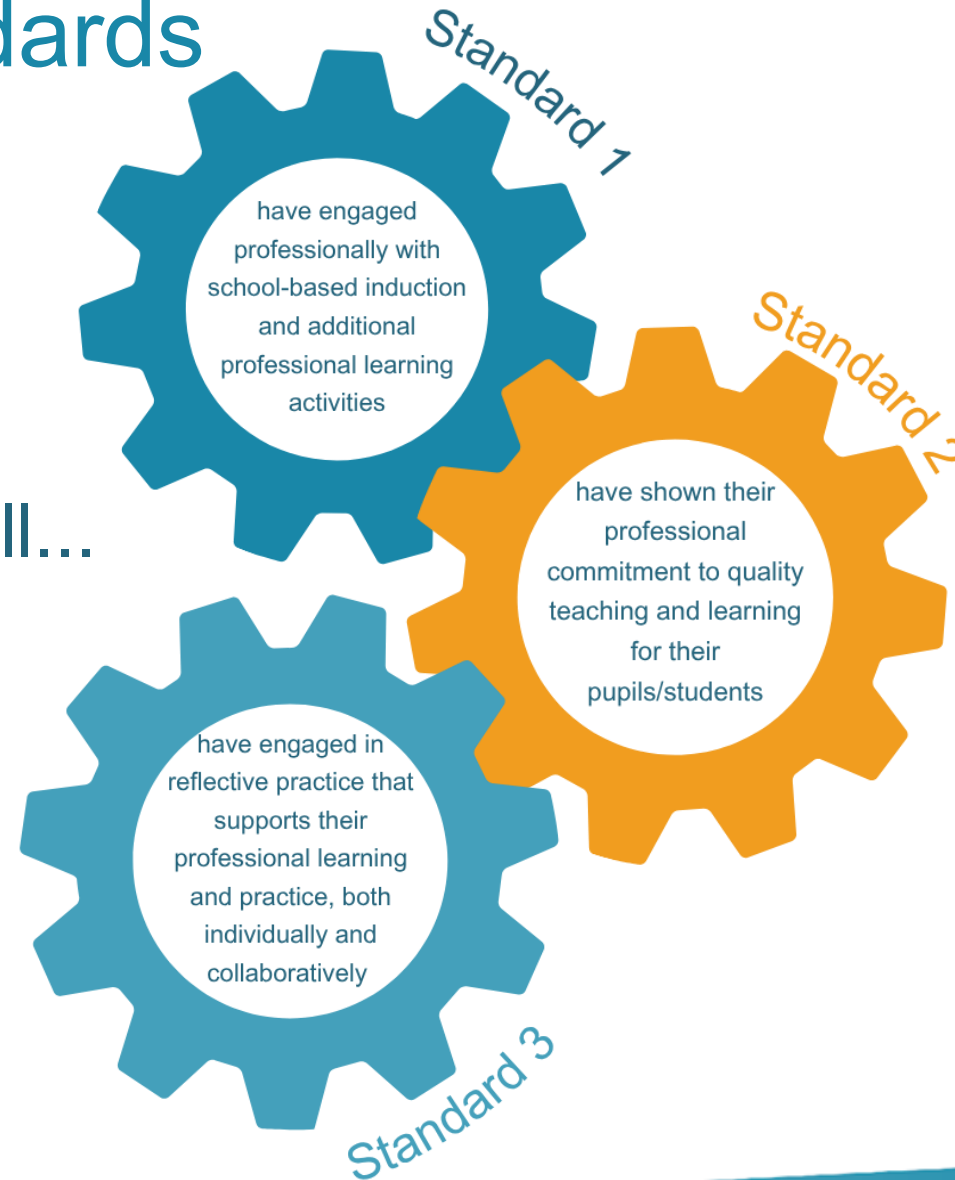 dards
Standard 1
have engaged
professionally with
school-based induction
and additional
professional learning
activities
Standard 2
have shown their
professional
commitment to quality
teaching and learning
for their
pupils/students
ll...
have engaged in
reflective practice that
supports their
professional learning
and practice, both
individually and
collaboratively
Standard 3